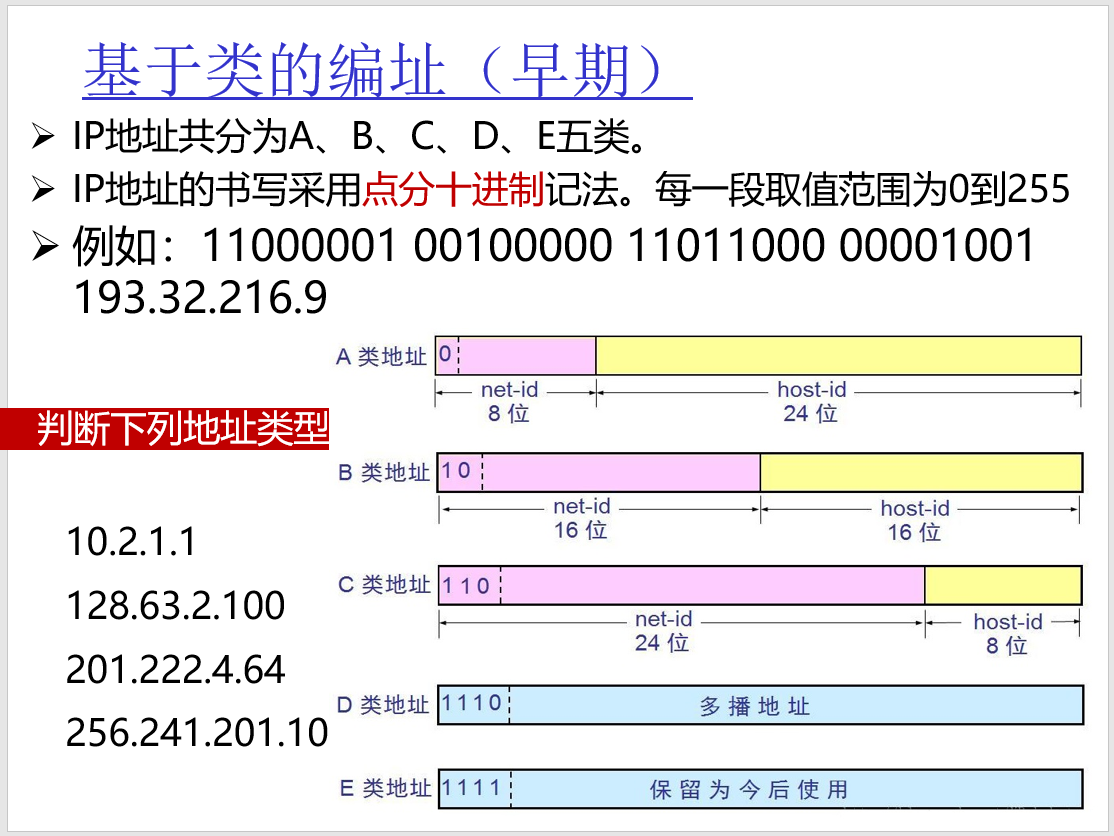 基于类的编址（早期）
IP地址共分为A、B、C、D、E五类。
IP地址的书写采用点分十进制记法。每一段取值范围为0到255
例如：11000001 00100000 11011000 00001001
193.32.216.9
A 类地址 0
net-id host-id
8 位 24 位
判断下列地址类型
B 类地址 10
net-id host-id
16 位 16 位
10.2.1.1
C 类地址 110
128.63.2.100
net-id host-id
24 位 8 位
201.222.4.64
D 类地址 1110 多播地址
256.241.201.10
E 类地址 1111 保留为今后使用